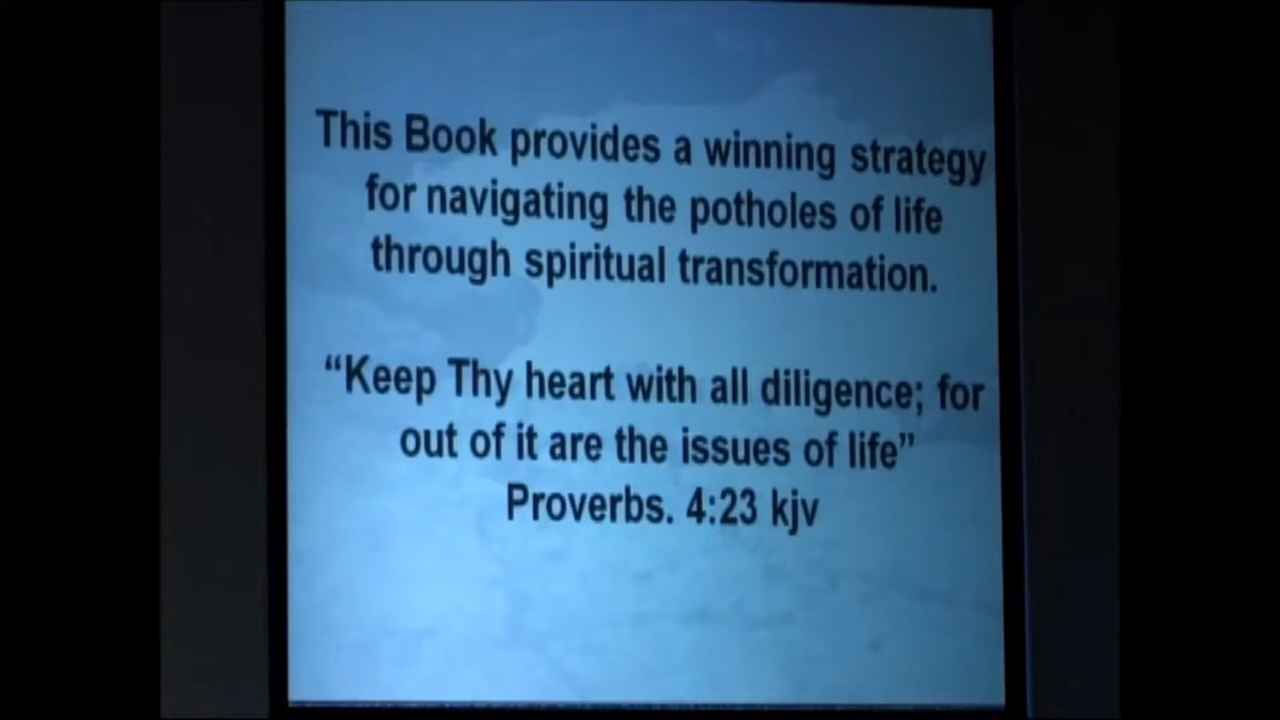 This Book provides a winning strategy
for navigating the potholes of life
through spiritual transformation.
“Keep Thy heart with all diligence; for
out of it are the issues of life”
Proverbs. 4:23 kjv